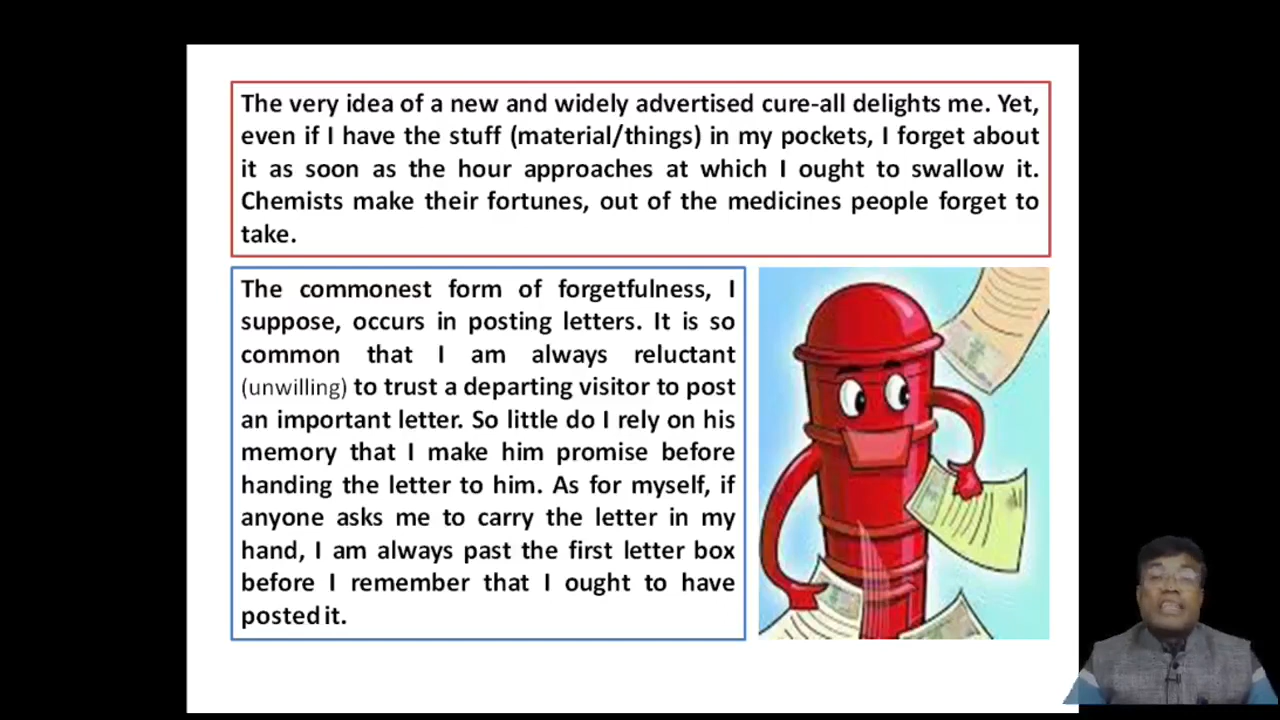 The very idea of a new and widely advertised cure-all delights me. Yet,
even if I have the stuff (material/things) in my pockets, I forget about
it as soon as the hour approaches at which I ought to swallow it.
Chemists make their fortunes, out of the medicines people forget to
take.
The commonest form of forgetfulness, I
suppose, occurs in posting letters. It is so
common that I am always reluctant
(unwilling) to trust a departing visitor to post
an important letter. So little do I rely on his
memory that I make him promise before
handing the letter to him. As for myself, if
anyone asks me to carry the letter in my
hand, I am always past the first letter box
before I remember that I ought to have
posted it.